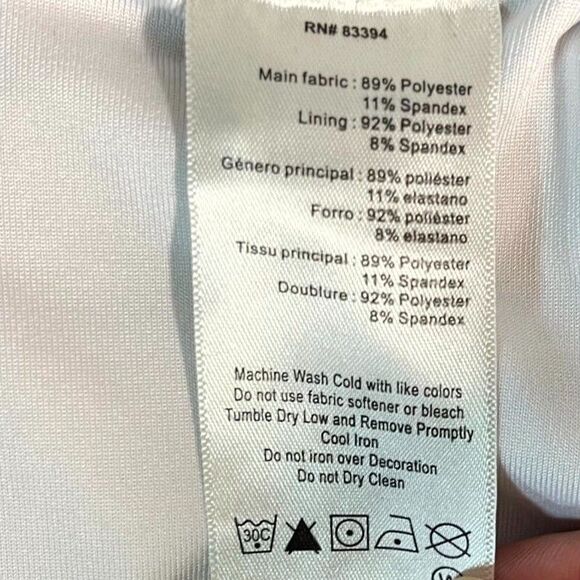 RN# 83394
Main fabric : 89% Polyester
11% Spandex
Lining : 92% Polyester
8% Spandex
Género principal : 89% poliéster
11% elastano
Forro : 92% poliéster
8% elastano
Tissu principal : 89% Polyester
11% Spandex
Doublure : 92% Polyester
8% Spandex
Machine Wash Cold with like colors
Do not use fabric softener or bleach
Tumble Dry Low and Remove Promptly
Cool Iron
Do not iron over Decoration
Do not Dry Clean
30C
W